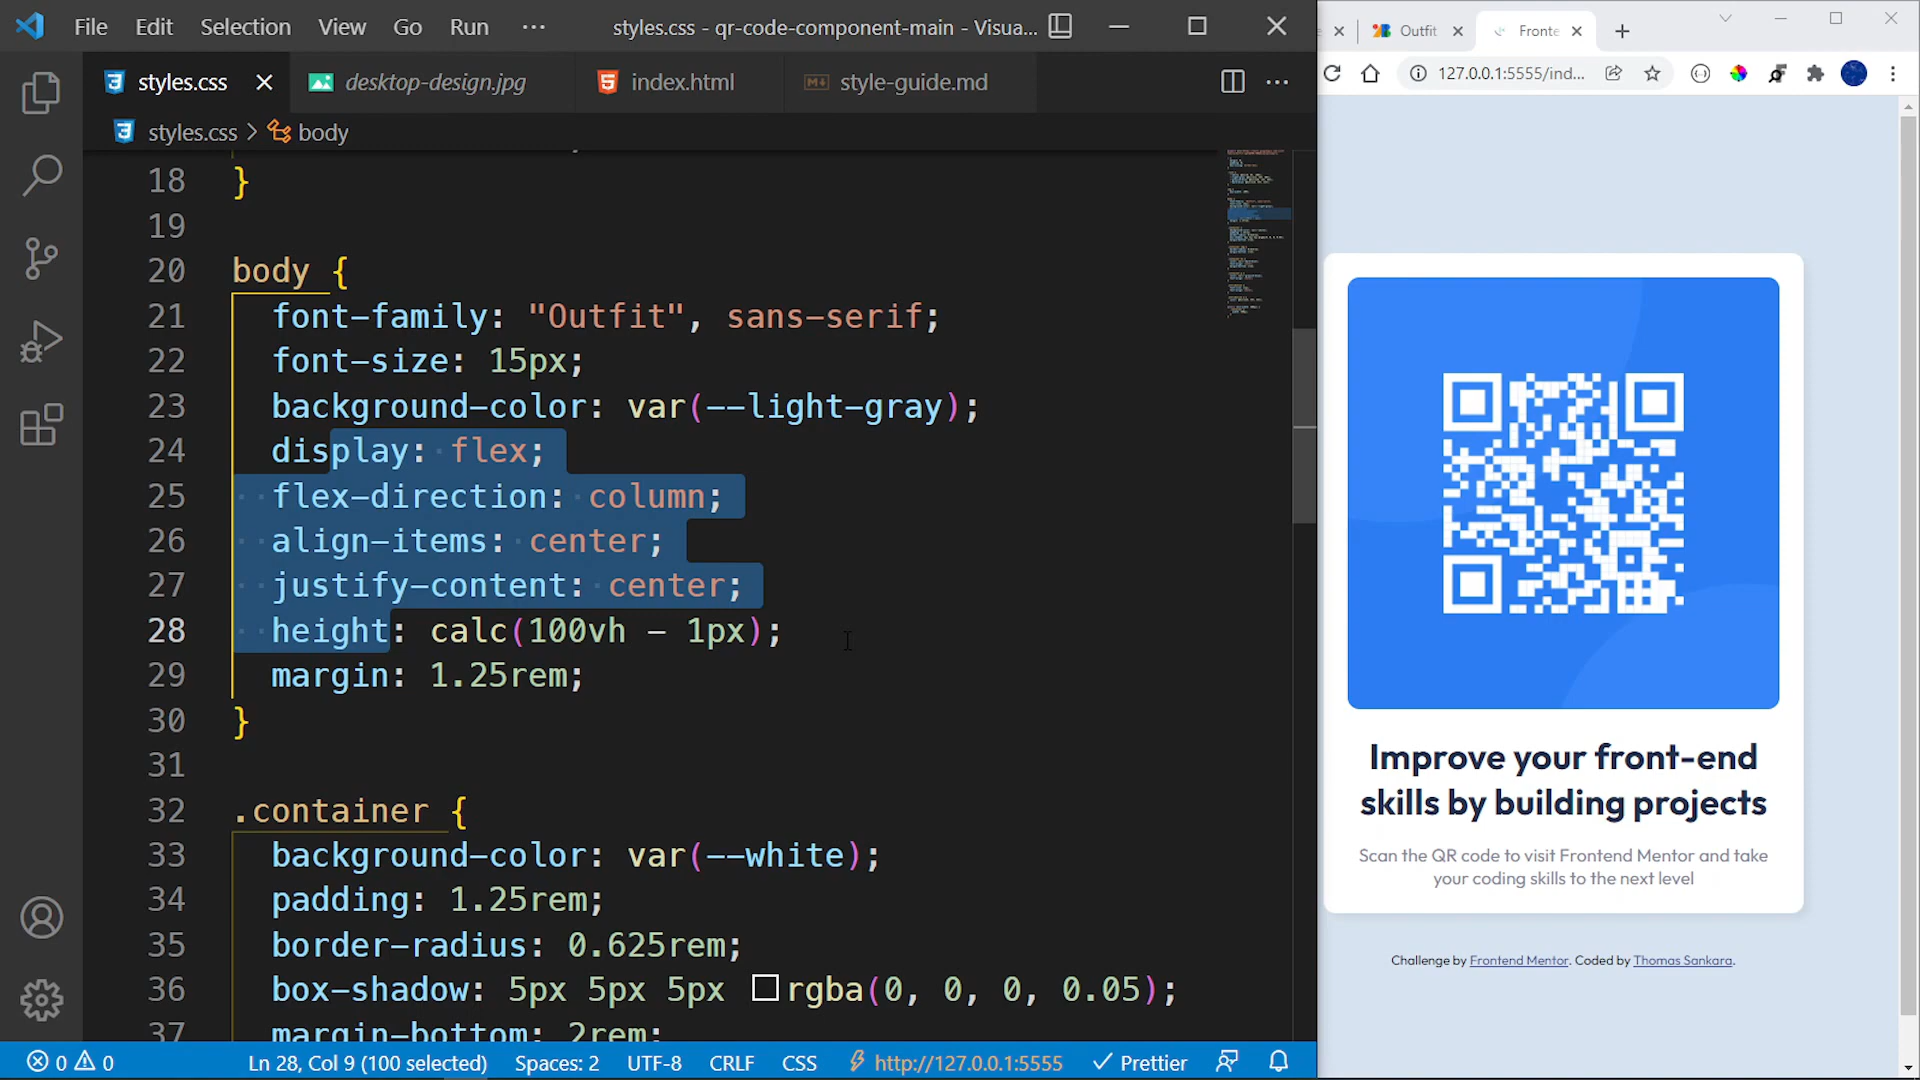 File Edit Selection View Go Run ··· styles.css - qr-code-component-main - Visua...
styles.css desktop-design.jpg index.html style-guide.md
styles.css > body
18 }
19
20 body {
21 font-family: "Outfit", sans-serif;
22 font-size: 15px;
23 background-color: var(--light-gray);
24 display: flex;
25 flex-direction: column;
26 align-items: center;
27 justify-content: center;
28 height: calc(100vh - 1px);
29 margin: 1.25rem;
30 }
31
32 .container {
33 background-color: var(--white);
34 padding: 1.25rem;
35 border-radius: 0.625rem;
36 box-shadow: 5px 5px 5px rgba(0, 0, 0, 0.05);
37 margin-bottom: 2rem;
0 0 Ln 28, Col 9 (100 selected) Spaces: 2 UTF-8 CRLF CSS http://127.0.0.1:5555 Prettier
Outfit Fronte
127.0.0.1:5555/ind...
Improve your front-end
skills by building projects
Scan the QR code to visit Frontend Mentor and take
your coding skills to the next level
Challenge by Frontend Mentor. Coded by Thomas Sankara.